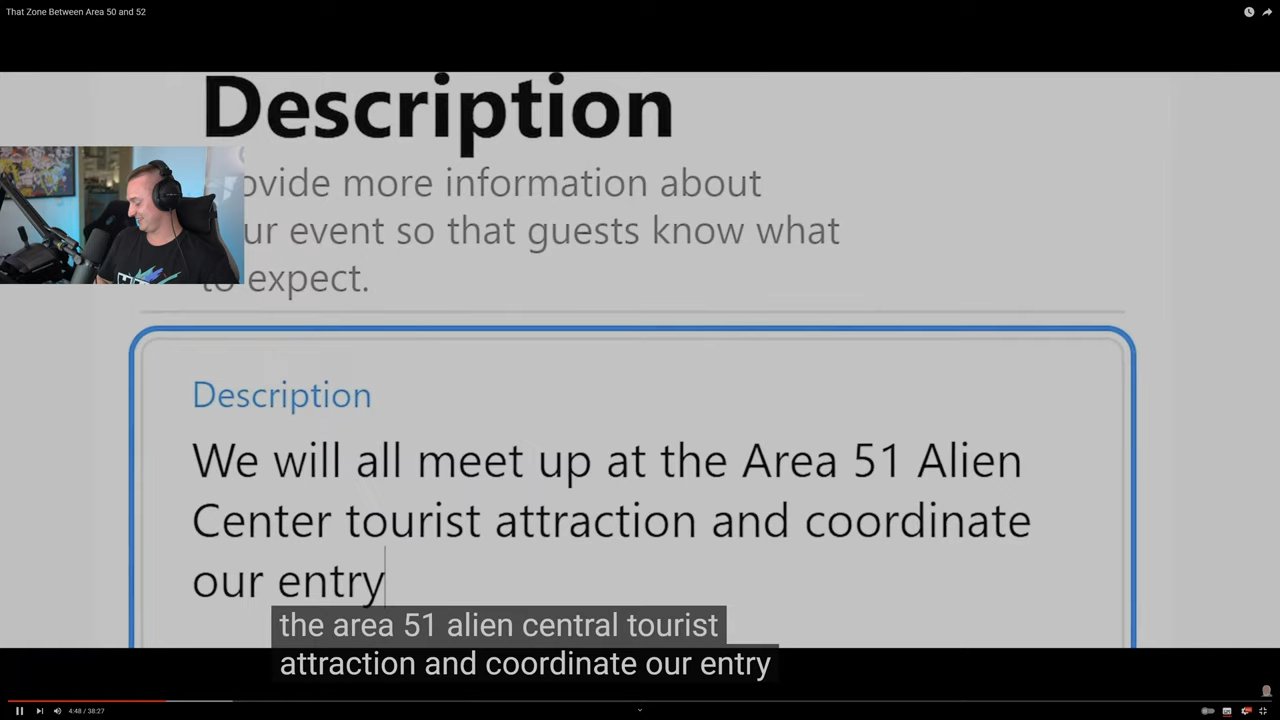 That Zone Between Area 50 and 52
Description
ovide more information about
ur event so that guests know what
to expect.
Description
We will all meet up at the Area 51 Alien
Center tourist attraction and coordinate
our entry
the area 51 alien central tourist
attraction and coordinate our entry
4:48 / 38:27